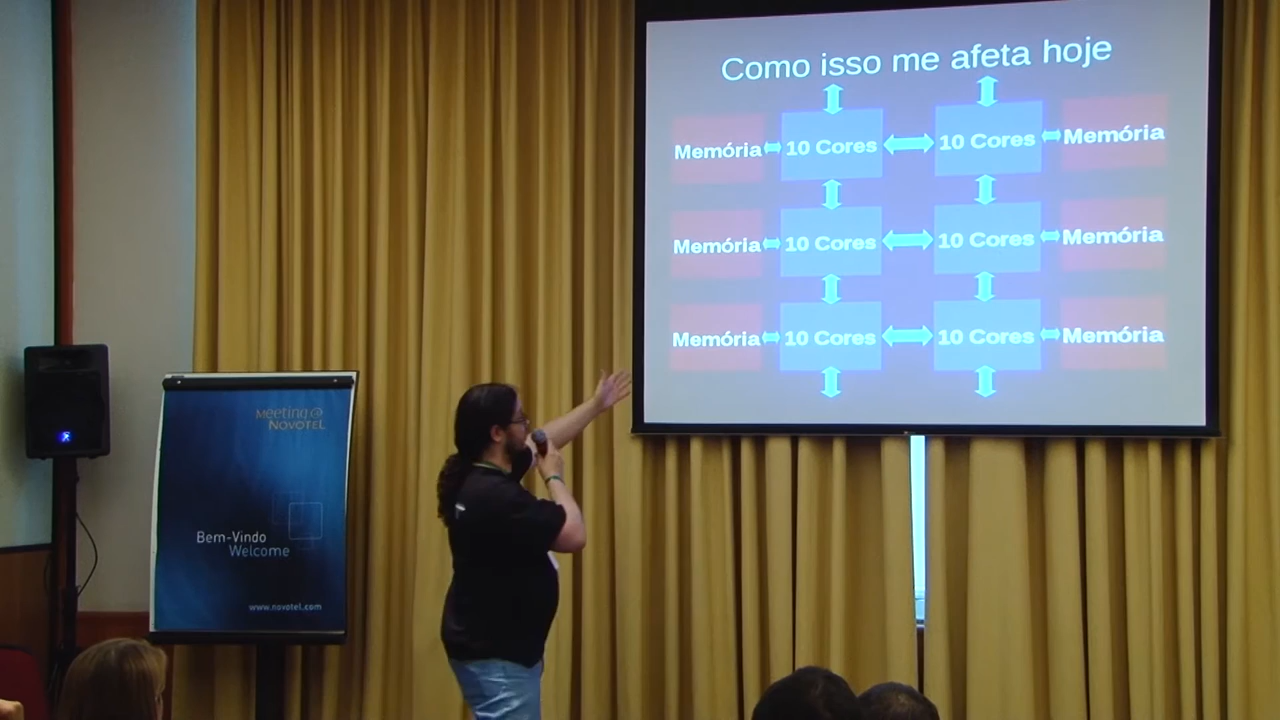 Como isso me afeta hoje
Memória 10 Cores 10 Cores Memória
Memória 10 Cores 10 Cores Memória
Memória 10 Cores 10 Cores Memória
Meeting@
Novotel
Bem-Vindo
Welcome
www.novotel.com